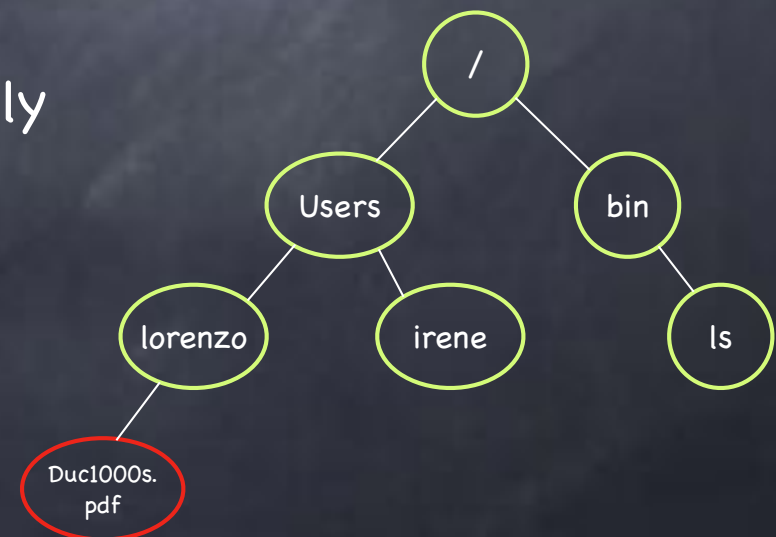 ly
/
Users
bin
lorenzo
irene
ls
Duc1000s.
pdf